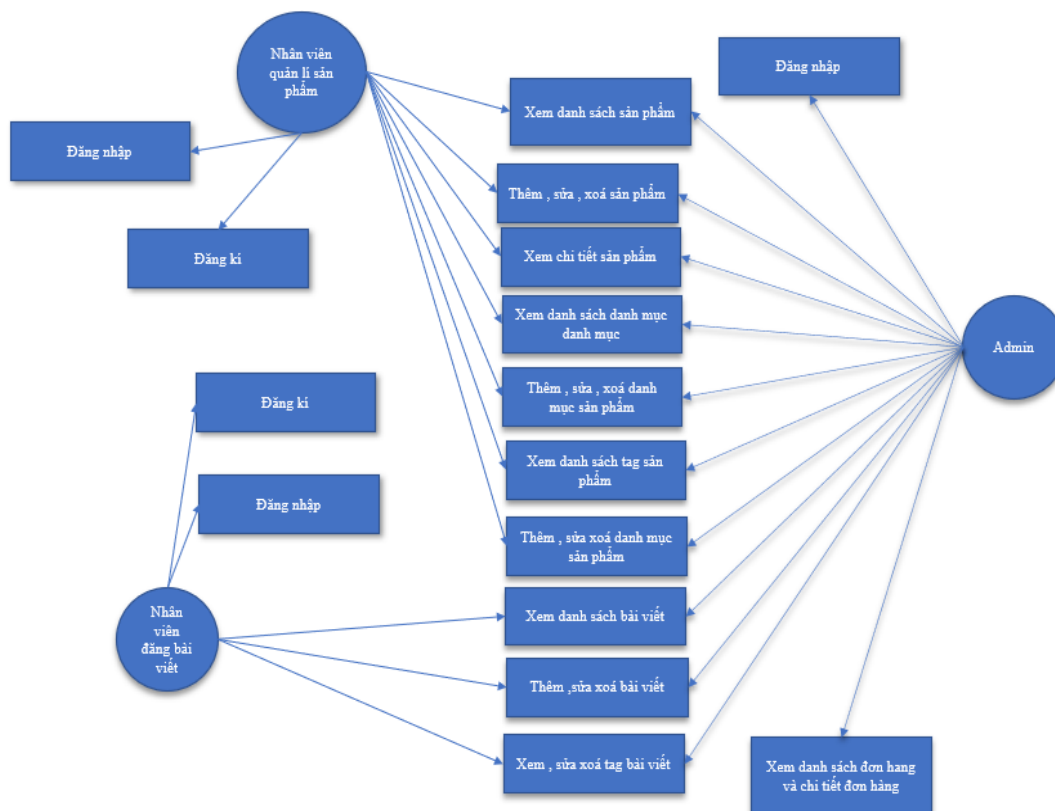 Nhân viên
quản lí sản
phẩm
Đăng nhập
Xem danh sách sản phẩm
Đăng nhập
Thêm , sửa , xoá sản phẩm
Đăng kí
Xem chi tiết sản phẩm
Xem danh sách danh mục
danh mục
Admin
Đăng kí
Thêm , sửa , xoá danh
mục sản phẩm
Xem danh sách tag sản
phẩm
Đăng nhập
Thêm , sửa xoá danh mục
sản phẩm
Nhân
viên
đăng bài
viết
Xem danh sách bài viết
Thêm ,sửa xoá bài viết
Xem , sửa xoá tag bài viết
Xem danh sách đơn hang
và chi tiết đơn hàng